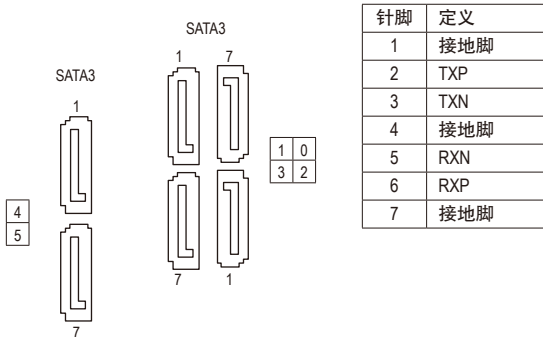 SATA3
1 7
SATA3
1
1 0
3 2
4
5
7 1
7
针脚 定义
1 接地脚
2 TXP
3 TXN
4 接地脚
5 RXN
6 RXP
7 接地脚